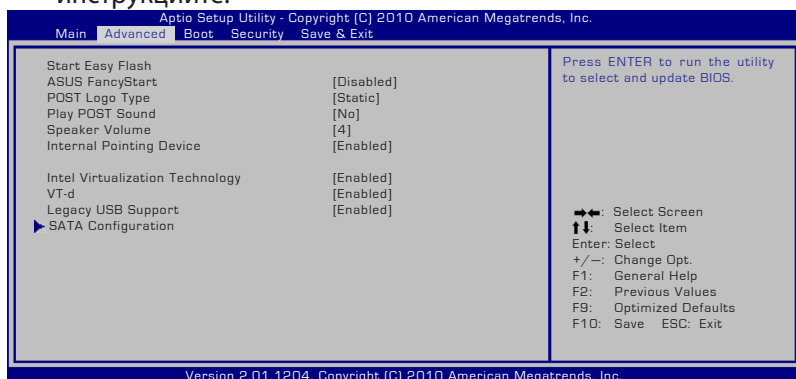 инструкциите.
Aptio Setup Utility - Copyright (C) 2010 American Megatrends, Inc.
Main Advanced Boot Security Save & Exit
Start Easy Flash
ASUS FancyStart [Disabled]
POST Logo Type [Static]
Play POST Sound [No]
Speaker Volume [4]
Internal Pointing Device [Enabled]
Intel Virtualization Technology [Enabled]
VT-d [Enabled]
Legacy USB Support [Enabled]
SATA Configuration
Press ENTER to run the utility
to select and update BIOS.
→←: Select Screen
↑↓: Select Item
Enter: Select
+/—: Change Opt.
F1: General Help
F2: Previous Values
F9: Optimized Defaults
F10: Save ESC: Exit
Version 2.01.1204. Copyright (C) 2010 American Megatrends, Inc.